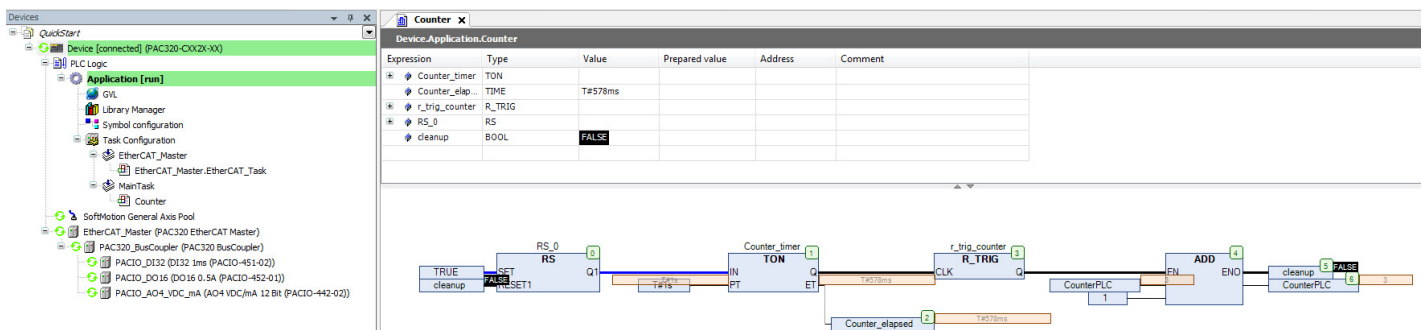 Devices
QuickStart
Device [connected] (PAC320-CXX2X-XX)
PLC Logic
Application [run]
GVL
Library Manager
Symbol configuration
Task Configuration
EtherCAT_Master
EtherCAT_Master.EtherCAT_Task
MainTask
Counter
SoftMotion General Axis Pool
EtherCAT_Master (PAC320 EtherCAT Master)
PAC320_BusCoupler (PAC320 BusCoupler)
PACIO_DI32 (DI32 1ms (PACIO-451-02))
PACIO_DO16 (DO16 0.5A (PACIO-452-01))
PACIO_AO4_VDC_mA (AO4 VDC/mA 12 Bit (PACIO-442-02))
Counter
Device.Application.Counter
Expression Type Value Prepared value Address Comment
Counter_timer TON
Counter_elap... TIME T#578ms
r_trig_counter R_TRIG
RS_0 RS
cleanup BOOL FALSE
RS_0 Counter_timer r_trig_counter
RS 0 TON 1 R_TRIG 3 ADD 4
TRUE SET Q1 IN Q CLK Q EN ENO cleanup 5 FALSE
cleanup FALSE RESET1 T#1s T#1s PT ET T#578ms CounterPLC 3 CounterPLC 6 3
1
Counter_elapsed 2 T#578ms